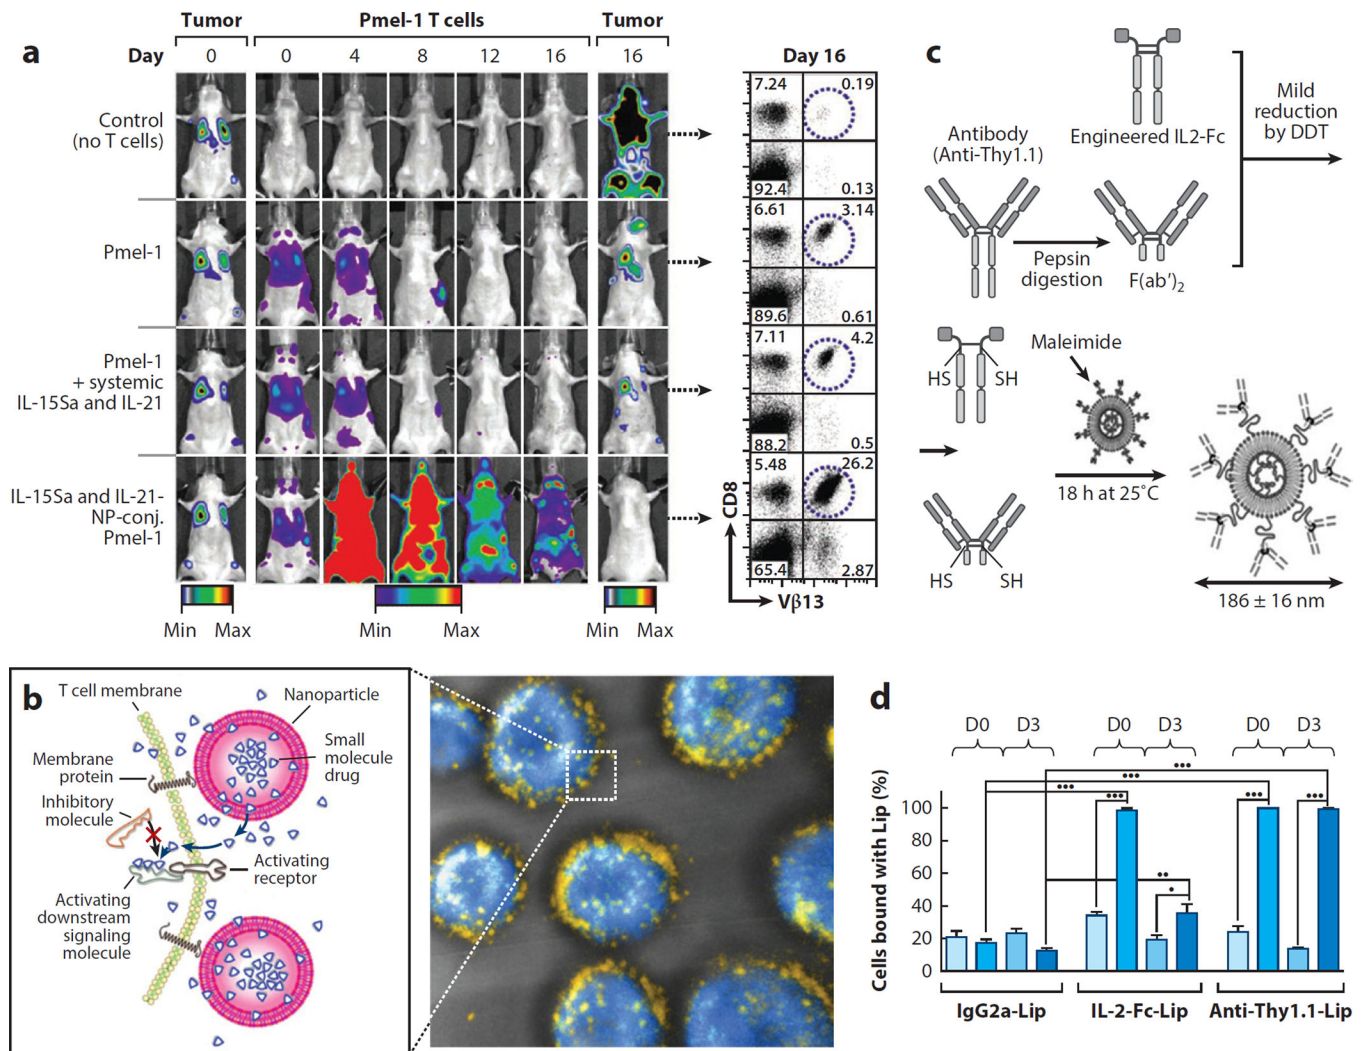 a
Tumor
Pmel-1 T cells
Tumor
Day
0
0
4
8
12
16
16
Day 16
Control
(no T cells)
Pmel-1
Pmel-1
+ systemic
IL-15Sa and IL-21
IL-15Sa and IL-21-
NP-conj.
Pmel-1
Min
Max
Min
Max
Min
Max
7.24
0.19
92.4
0.13
6.61
3.14
89.6
0.61
7.11
4.2
88.2
0.5
5.48
26.2
65.4
2.87
CD8
Vβ13
c
Engineered IL2-Fc
Mild
reduction
by DDT
Antibody
(Anti-Thy1.1)
Pepsin
digestion
F(ab′)2
HS
SH
Maleimide
18 h at 25˚C
HS
SH
186 ± 16 nm
b
T cell membrane
Nanoparticle
Small
molecule
drug
Membrane
protein
Inhibitory
molecule
Activating
receptor
Activating
downstream
signaling
molecule
d
D0
D3
D0
D3
D0
D3
Cells bound with Lip (%)
100
80
60
40
20
0
•••
•••
•••
•••
•••
•••
••
•
IgG2a-Lip
IL-2-Fc-Lip
Anti-Thy1.1-Lip